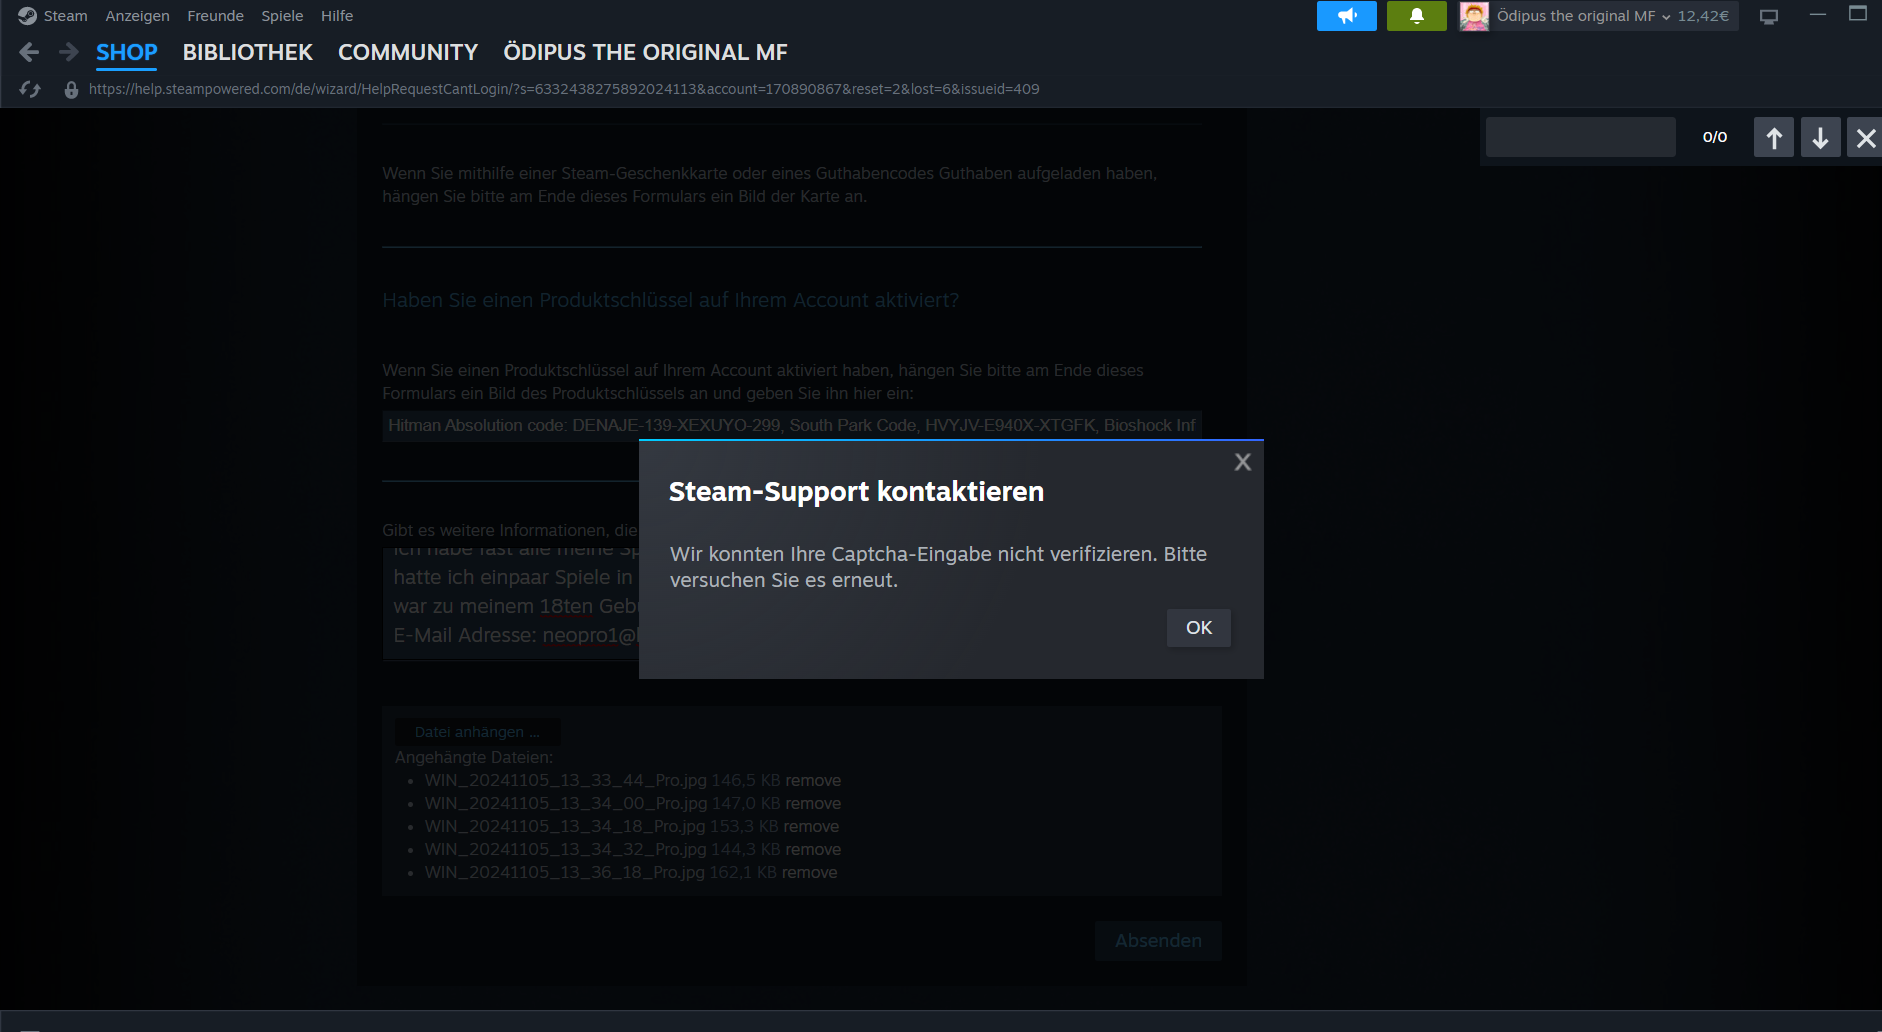 Steam Anzeigen Freunde Spiele Hilfe
Ödipus the original MF 12,42€
SHOP BIBLIOTHEK COMMUNITY ÖDIPUS THE ORIGINAL MF
https://help.steampowered.com/de/wizard/HelpRequestCantLogin/?s=6332438275892024113&account=170890867&reset=2&lost=6&issueid=409
0/0
Wenn Sie mithilfe einer Steam-Geschenkkarte oder eines Guthabencodes Guthaben aufgeladen haben,
hängen Sie bitte am Ende dieses Formulars ein Bild der Karte an.
Haben Sie einen Produktschlüssel auf Ihrem Account aktiviert?
Wenn Sie einen Produktschlüssel auf Ihrem Account aktiviert haben, hängen Sie bitte am Ende dieses
Formulars ein Bild des Produktschlüssels an und geben Sie ihn hier ein:
Hitman Absolution code: DENAJE-139-XEXUYO-299, South Park Code, HVYJV-E940X-XTGFK, Bioshock Inf
Gibt es weitere Informationen, die
ich habe fast alle meine Sp
hatte ich einpaar Spiele in
war zu meinem 18ten Gebu
E-Mail Adresse: neopro1@
X
Steam-Support kontaktieren
Wir konnten Ihre Captcha-Eingabe nicht verifizieren. Bitte
versuchen Sie es erneut.
OK
Datei anhängen ...
Angehängte Dateien:
WIN_20241105_13_33_44_Pro.jpg 146,5 KB remove
WIN_20241105_13_34_00_Pro.jpg 147,0 KB remove
WIN_20241105_13_34_18_Pro.jpg 153,3 KB remove
WIN_20241105_13_34_32_Pro.jpg 144,3 KB remove
WIN_20241105_13_36_18_Pro.jpg 162,1 KB remove
Absenden